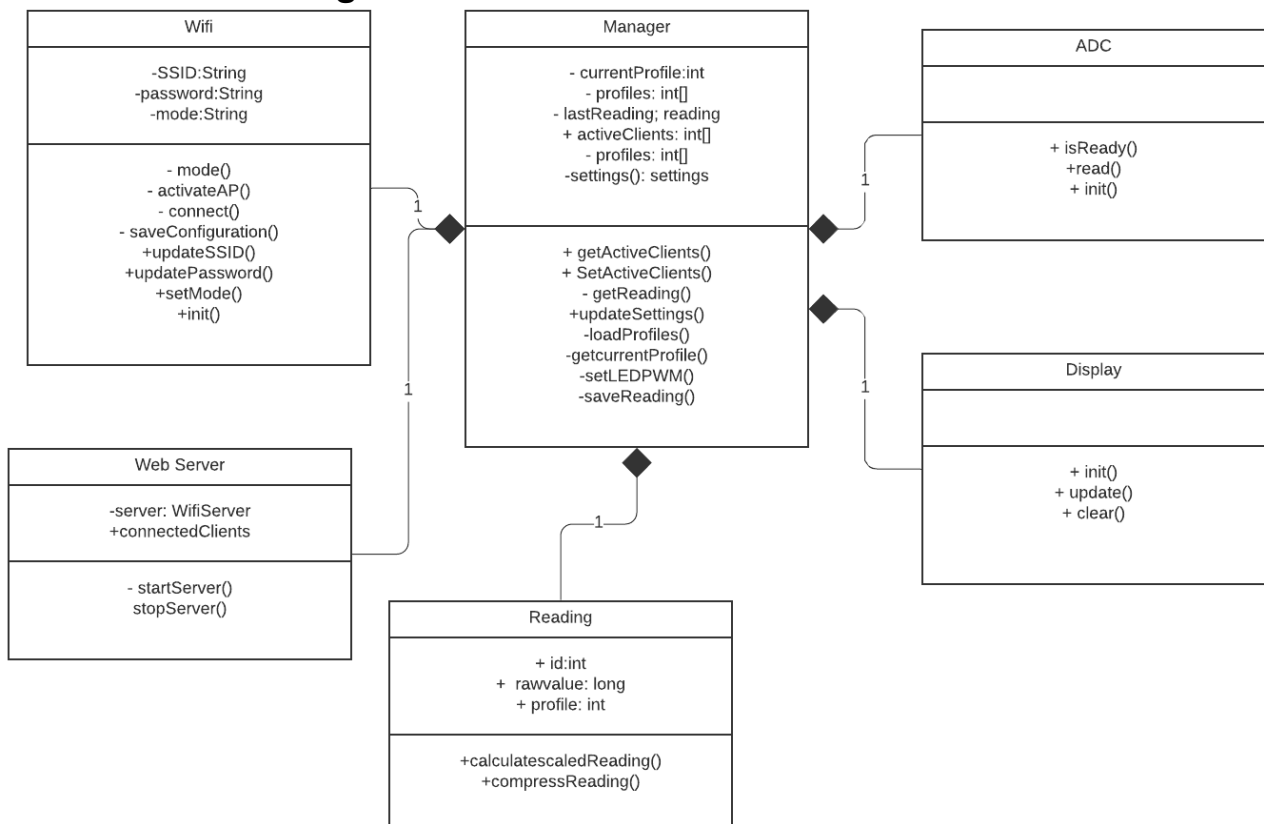 Wifi
-SSID:String
-password:String
-mode:String
- mode()
- activateAP()
- connect()
- saveConfiguration()
+updateSSID()
+updatePassword()
+setMode()
+init()
Manager
- currentProfile:int
- profiles: int[]
- lastReading; reading
+ activeClients: int[]
- profiles: int[]
-settings(): settings
+ getActiveClients()
+ SetActiveClients()
- getReading()
+updateSettings()
-loadProfiles()
-getcurrentProfile()
-setLEDPWM()
-saveReading()
ADC
+ isReady()
+read()
+ init()
1
1
1
1
1
Display
+ init()
+ update()
+ clear()
Web Server
-server: WifiServer
+connectedClients
- startServer()
stopServer()
Reading
+ id:int
+ rawvalue: long
+ profile: int
+calculatescaledReading()
+compressReading()